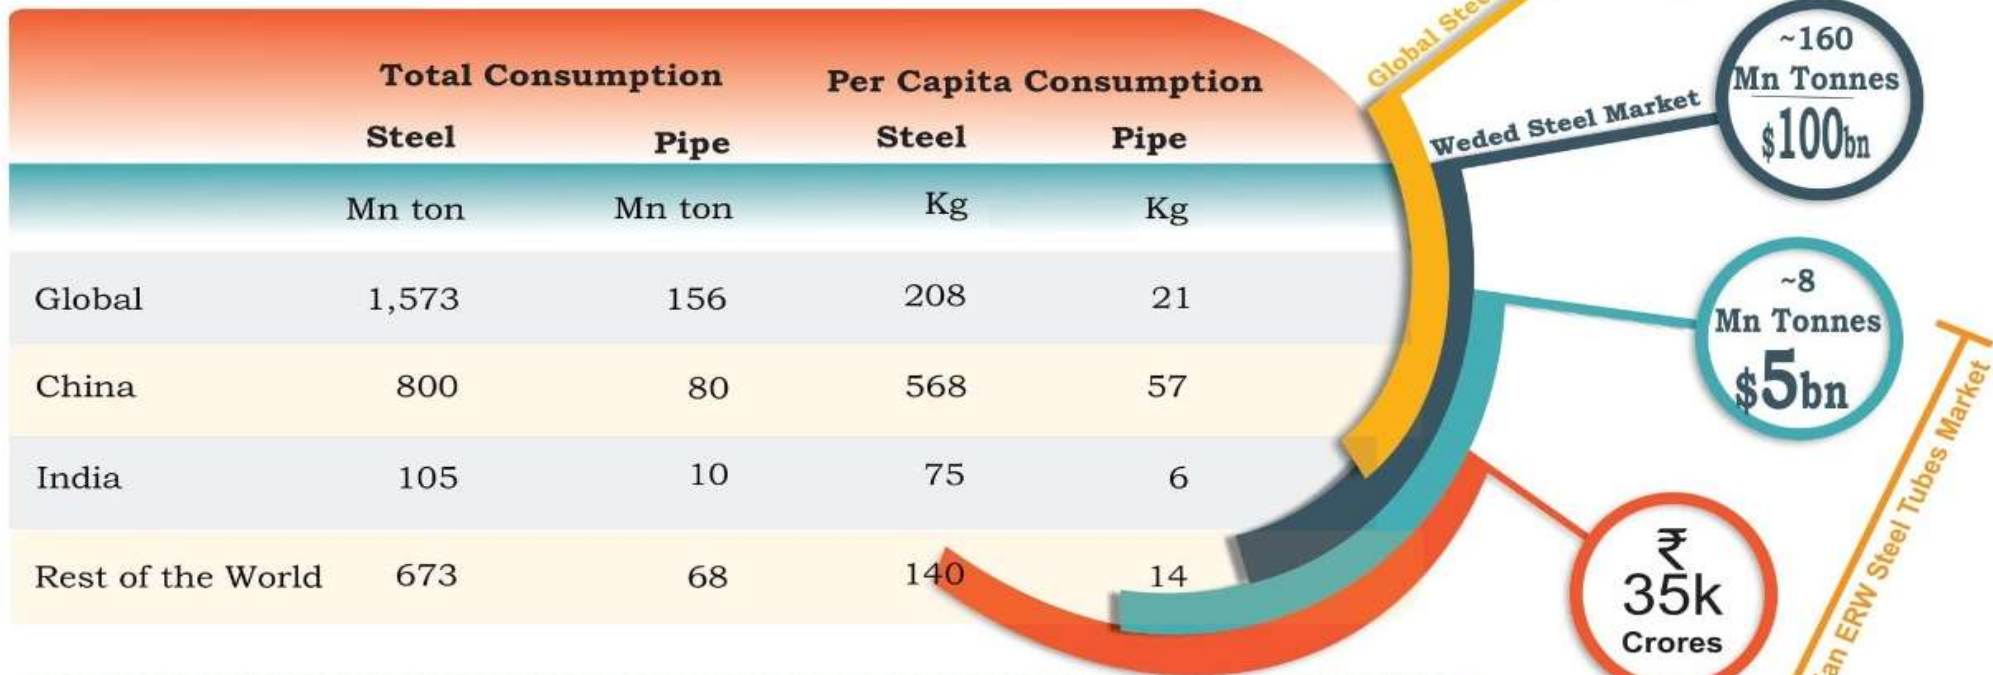 Total Consumption Per Capita Consumption
Steel Pipe Steel Pipe
Mn ton Mn ton Kg Kg
Global 1,573 156 208 21
China 800 80 568 57
India 105 10 75 6
Rest of the World 673 68 140 14
Global
Weded Steel Market
~160
Mn Tonnes
$100bn
~8
Mn Tonnes
$5bn
₹
35k
Crores
ERW Steel Tubes Market